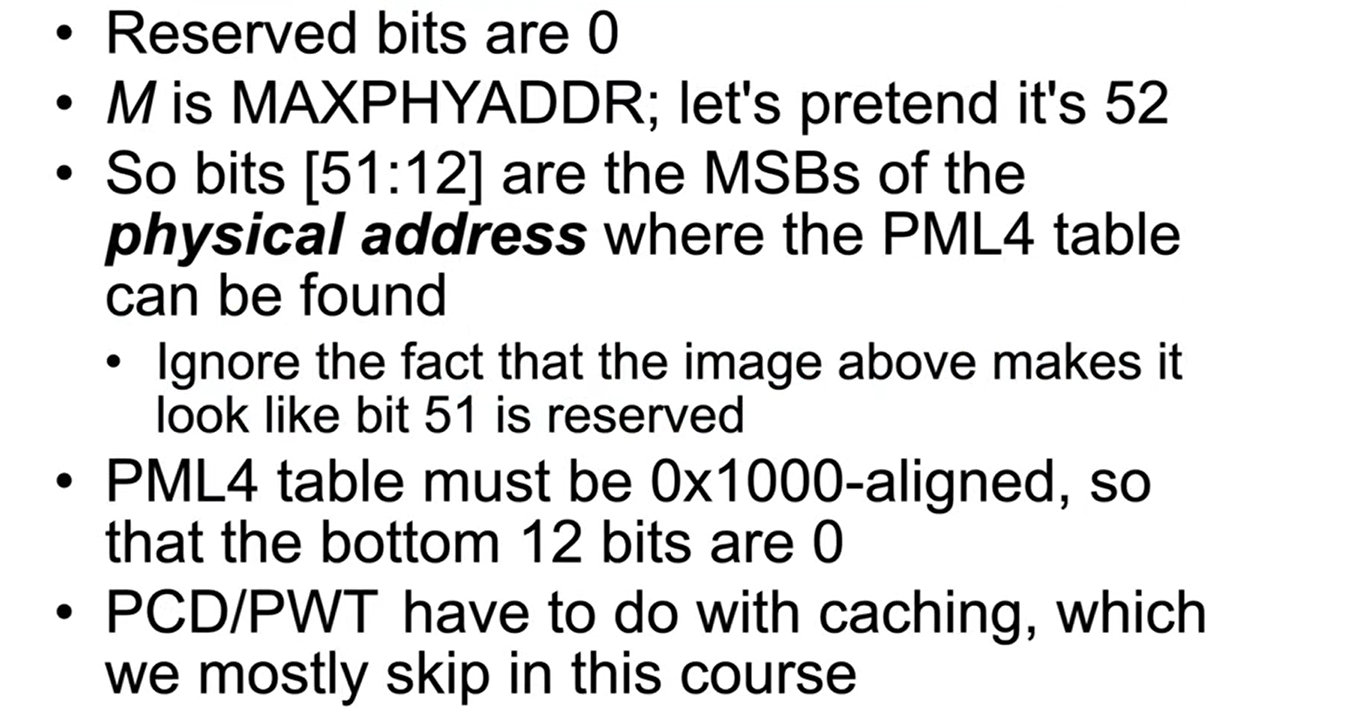 • Reserved bits are 0
• M is MAXPHYADDR; let's pretend it's 52
• So bits [51:12] are the MSBs of the
physical address where the PML4 table
can be found
• Ignore the fact that the image above makes it
look like bit 51 is reserved
• PML4 table must be 0x1000-aligned, so
that the bottom 12 bits are 0
• PCD/PWT have to do with caching, which
we mostly skip in this course